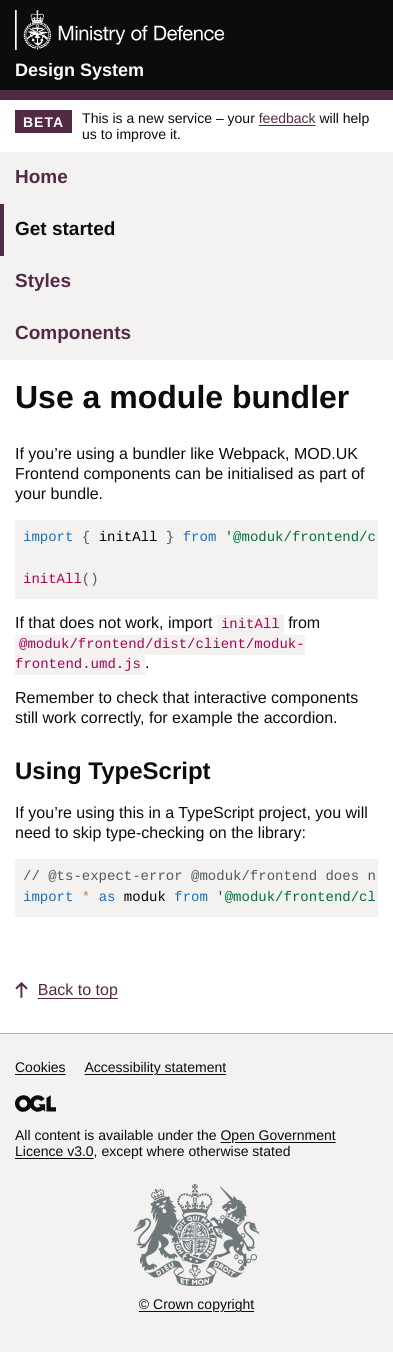 Ministry of Defence
Design System
BETA
This is a new service – your feedback will help
us to improve it.
Home
Get started
Styles
Components
Use a module bundler
If you’re using a bundler like Webpack, MOD.UK
Frontend components can be initialised as part of
your bundle.
import { initAll } from '@moduk/frontend/c
initAll()
If that does not work, import initAll from
@moduk/frontend/dist/client/moduk-
frontend.umd.js.
Remember to check that interactive components
still work correctly, for example the accordion.
Using TypeScript
If you’re using this in a TypeScript project, you will
need to skip type-checking on the library:
// @ts-expect-error @moduk/frontend does n
import * as moduk from '@moduk/frontend/cl
Back to top
Cookies Accessibility statement
OGL
All content is available under the Open Government
Licence v3.0, except where otherwise stated
DIEU ET MON DROIT
© Crown copyright